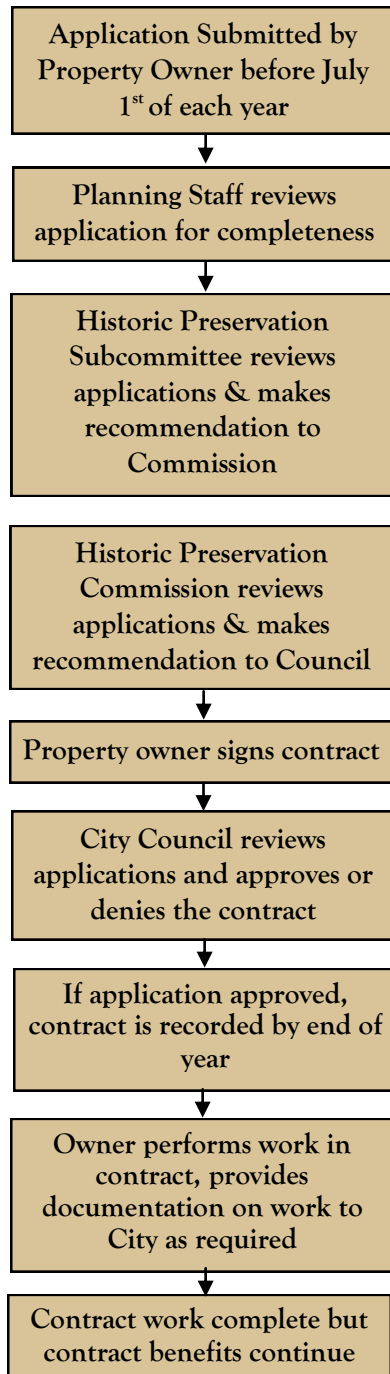 Application Submitted by
Property Owner before July
1st of each year
Planning Staff reviews
application for completeness
Historic Preservation
Subcommittee reviews
applications & makes
recommendation to
Commission
Historic Preservation
Commission reviews
applications & makes
recommendation to Council
Property owner signs contract
City Council reviews
applications and approves or
denies the contract
If application approved,
contract is recorded by end of
year
Owner performs work in
contract, provides
documentation on work to
City as required
Contract work complete but
contract benefits continue